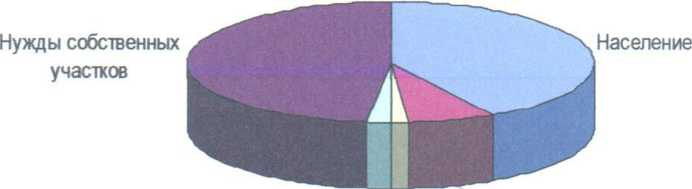 Нужды собственных
участков
Население